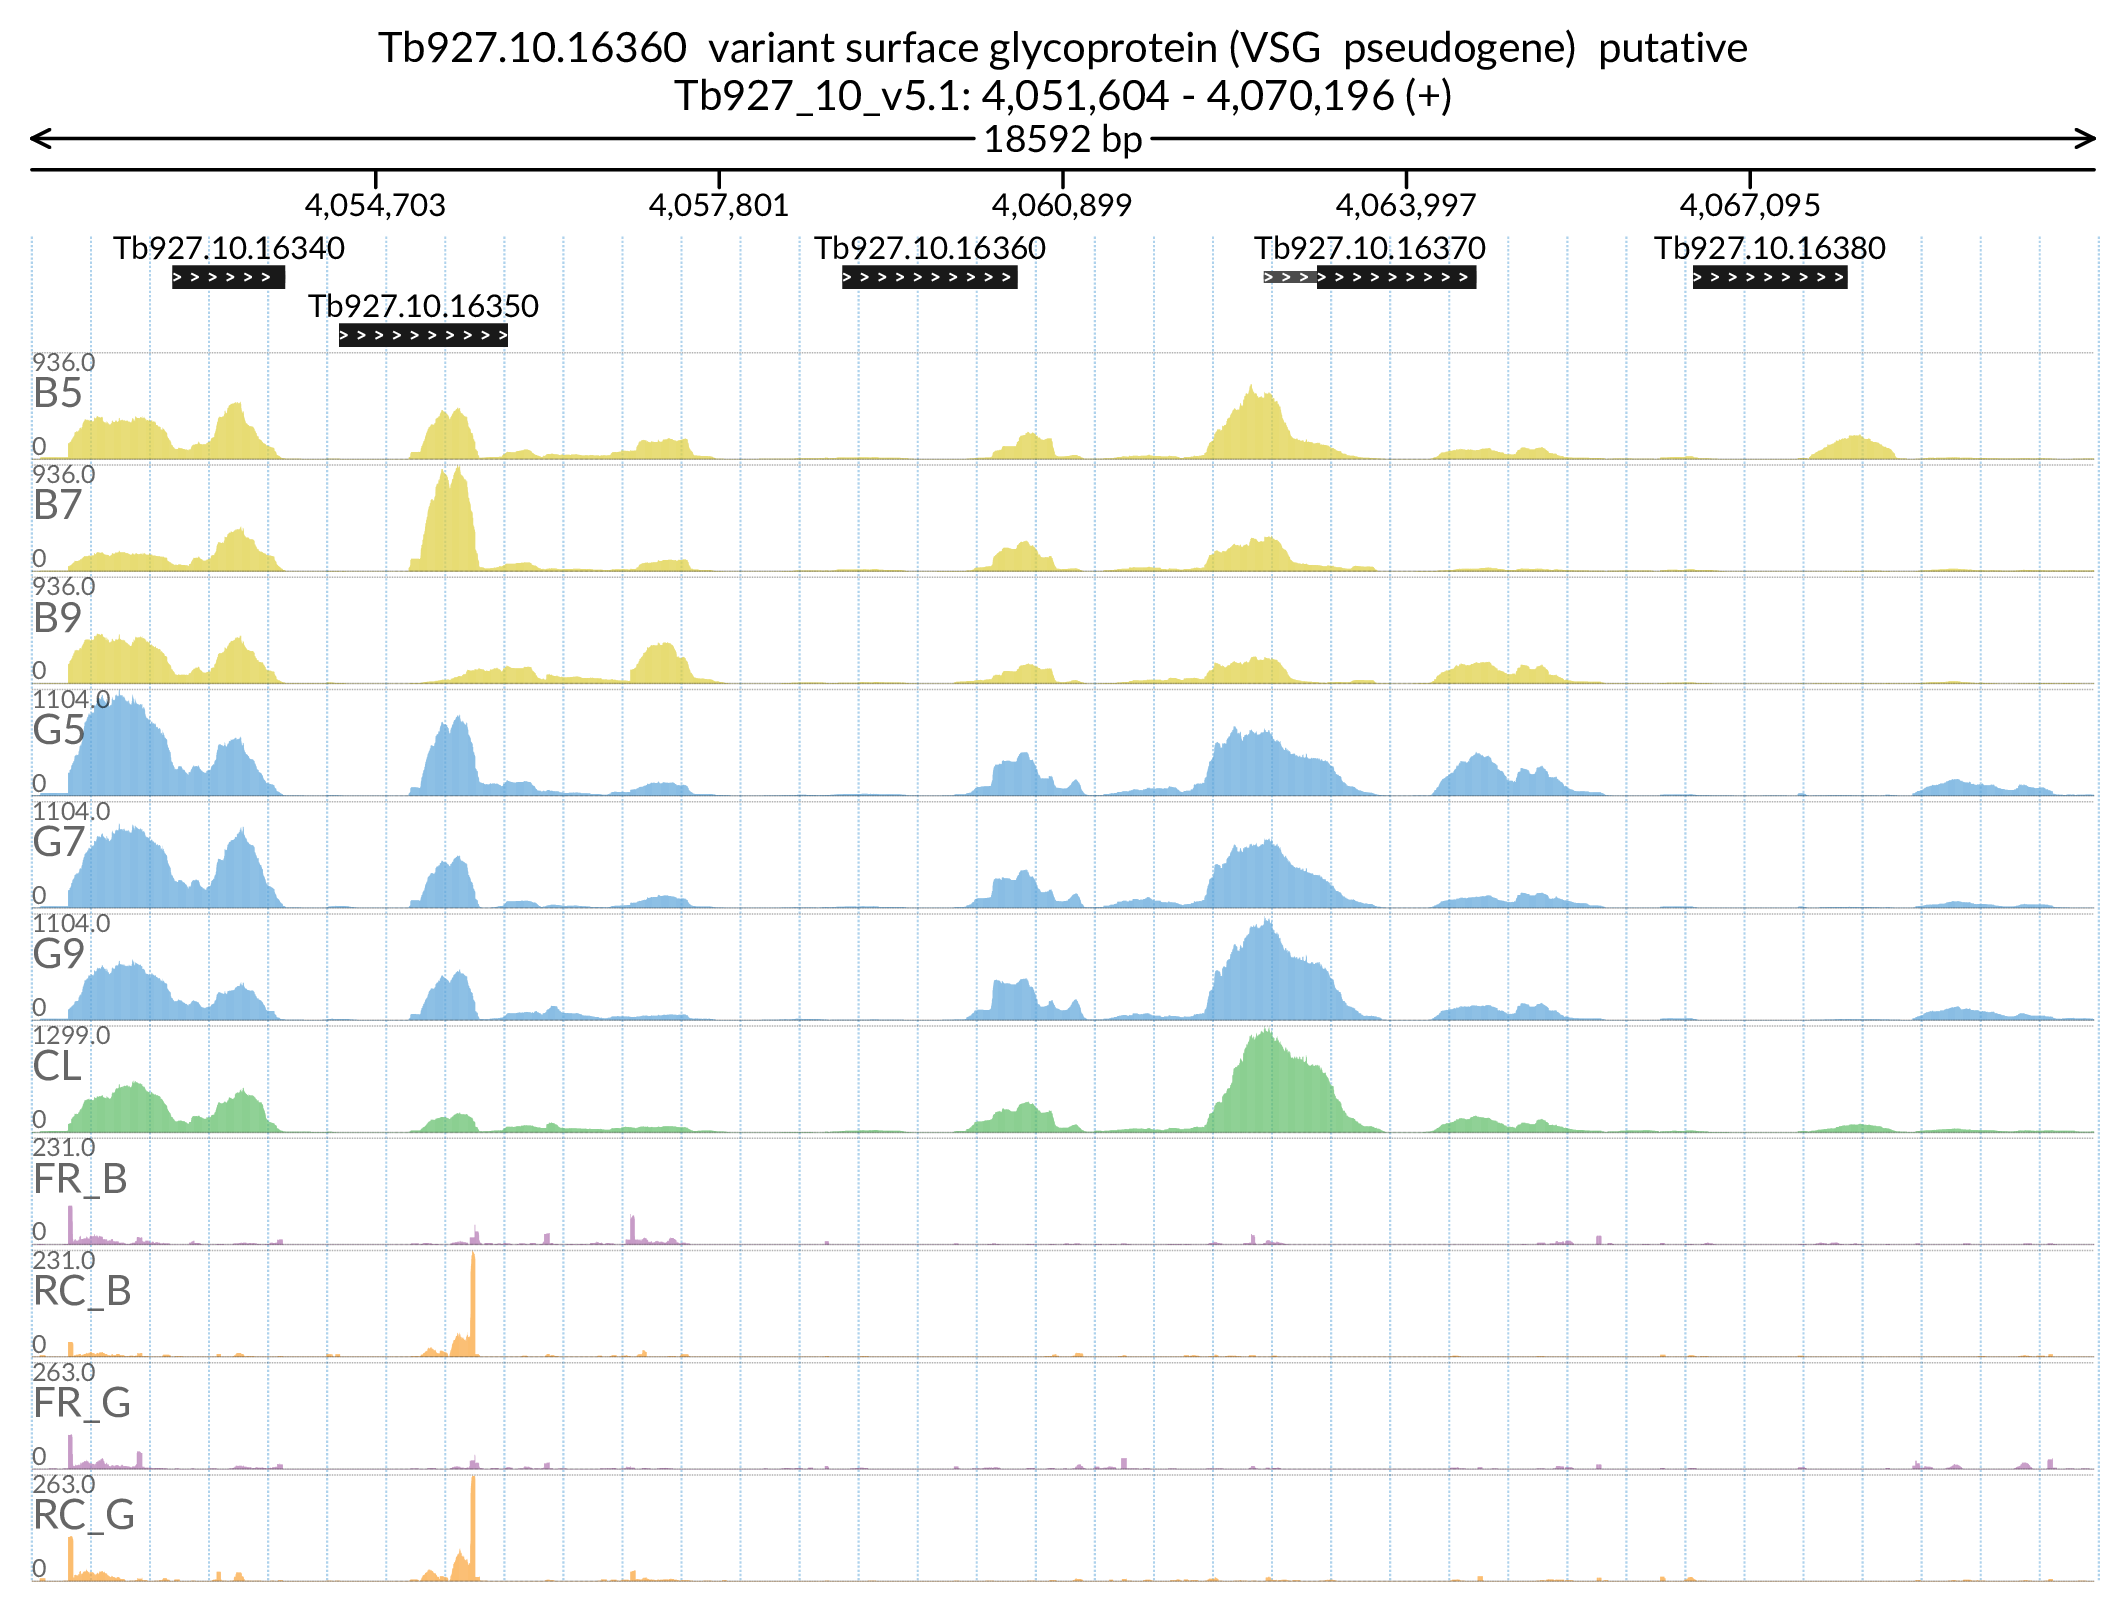 Tb927.10.16360  variant surface glycoprotein (VSG  pseudogene)  putative
Tb927_10_v5.1: 4,051,604 - 4,070,196 (+)
18592 bp
4,054,703 4,057,801 4,060,899 4,063,997 4,067,095
Tb927.10.16340 Tb927.10.16360 Tb927.10.16370 Tb927.10.16380
Tb927.10.16350
936.0
B5
0
936.0
B7
0
936.0
B9
0
1104.0
G5
0
1104.0
G7
0
1104.0
G9
0
1299.0
CL
0
231.0
FR_B
0
231.0
RC_B
0
263.0
FR_G
0
263.0
RC_G
0